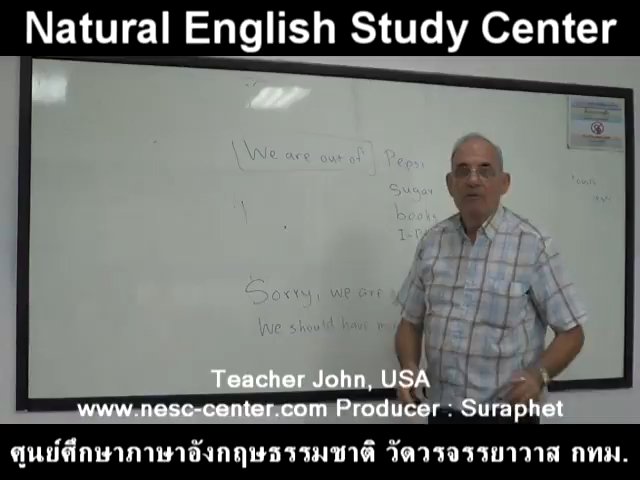 Natural English Study Center
[We are out of] Pepsi
sugar
books
Sorry, we are
We should have
Teacher John, USA
www.nesc-center.com Producer : Suraphet
ศูนย์ศึกษาภาษาอังกฤษธรรมชาติ วัดวรจรรยาวาส กทม.